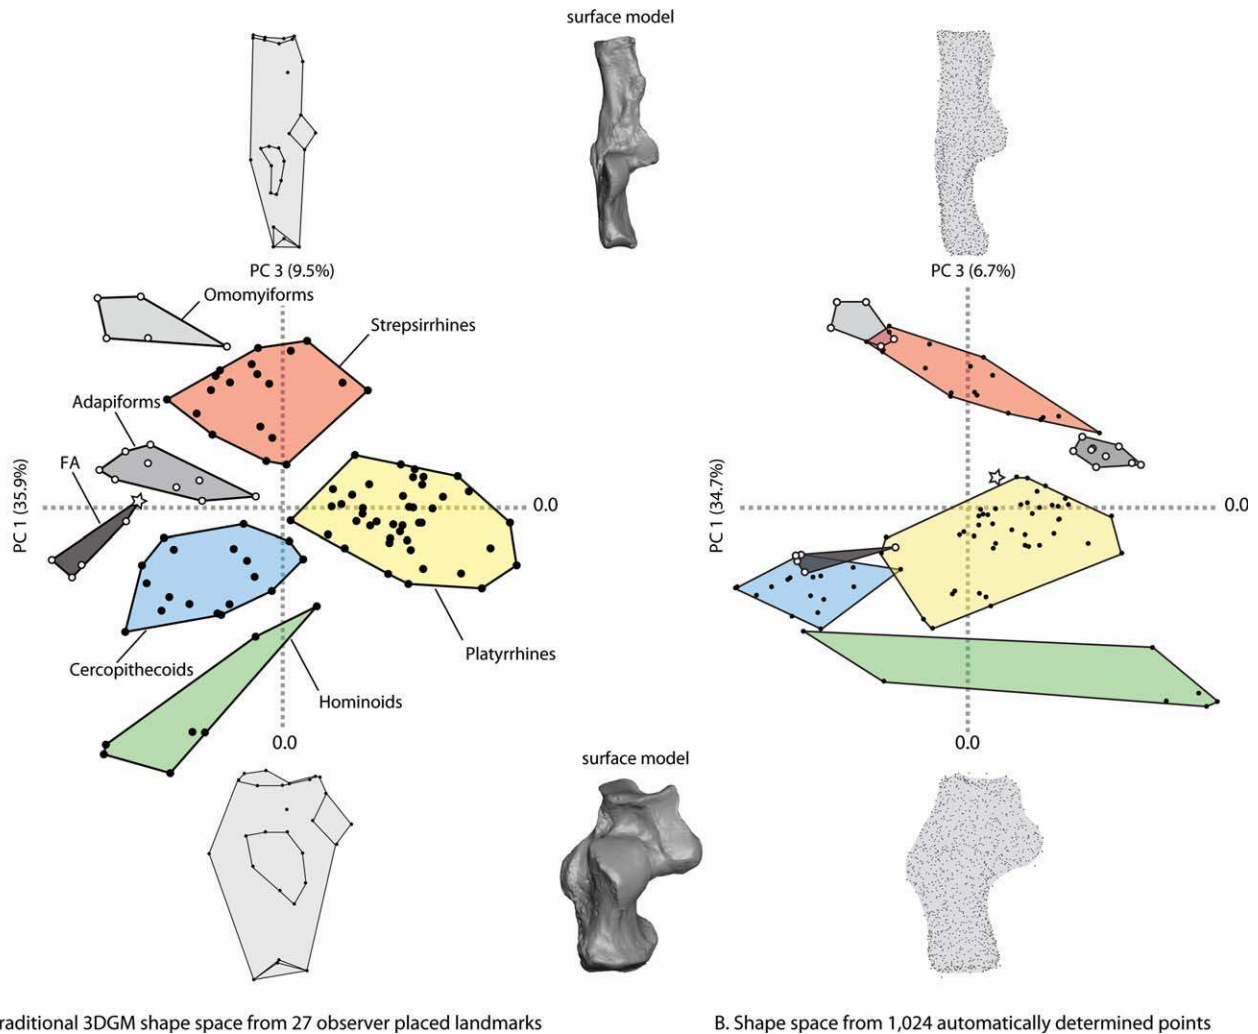 surface model
PC 3 (9.5%)
PC 3 (6.7%)
Omomyiforms
Strepsirrhines
Adapiforms
FA
PC 1 (35.9%)
0.0
PC 1 (34.7%)
0.0
Platyrrhines
Cercopithecoids
Hominoids
0.0
0.0
surface model
raditional 3DGM shape space from 27 observer placed landmarks
B. Shape space from 1,024 automatically determined points